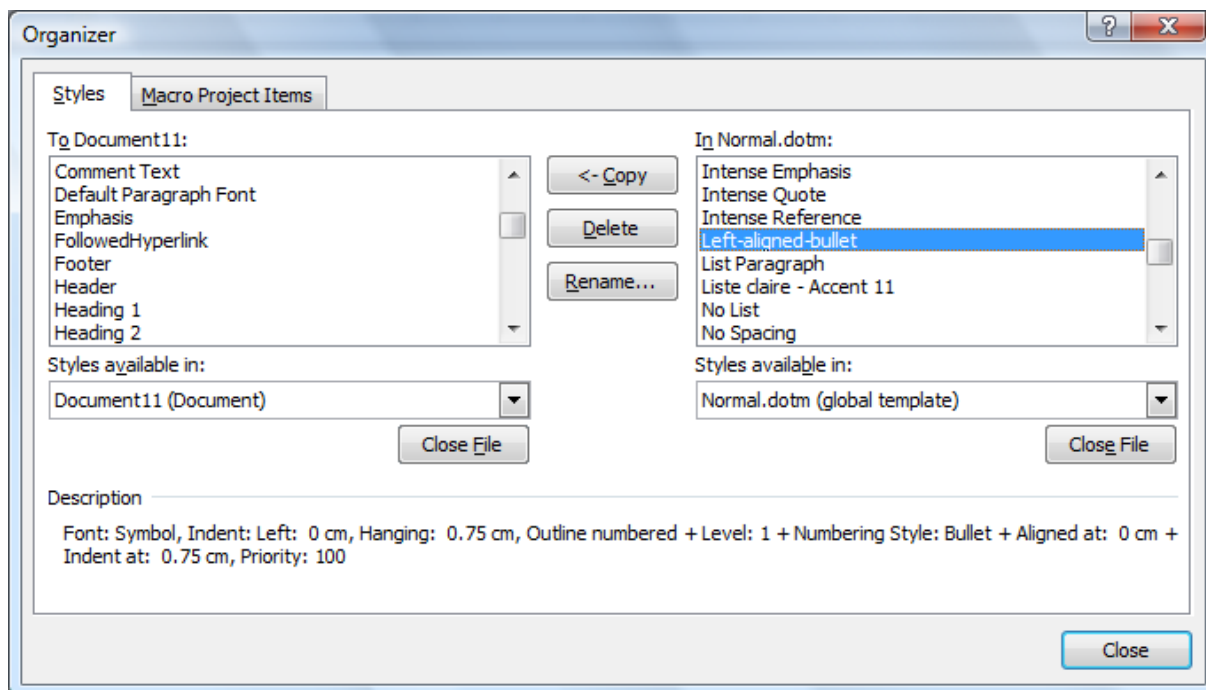 Organizer
?
X
Styles
Macro Project Items
To Document11:
Comment Text
Default Paragraph Font
Emphasis
FollowedHyperlink
Footer
Header
Heading 1
Heading 2
<- Copy
Delete
Rename...
In Normal.dotm:
Intense Emphasis
Intense Quote
Intense Reference
Left-aligned-bullet
List Paragraph
Liste claire - Accent 11
No List
No Spacing
Styles available in:
Document11 (Document)
Close File
Styles available in:
Normal.dotm (global template)
Close File
Description
Font: Symbol, Indent: Left: 0 cm, Hanging: 0.75 cm, Outline numbered + Level: 1 + Numbering Style: Bullet + Aligned at: 0 cm +
Indent at: 0.75 cm, Priority: 100
Close